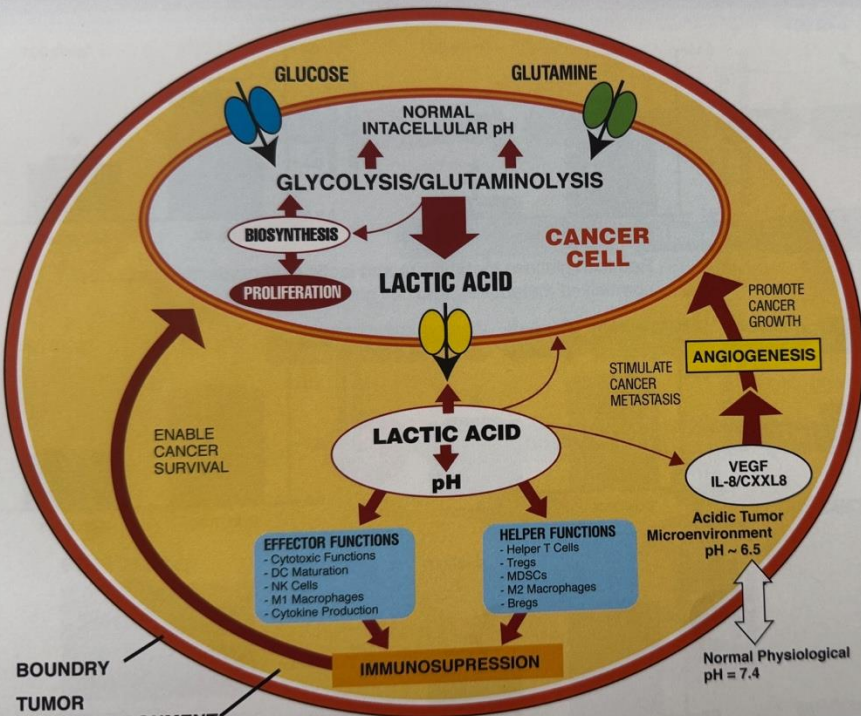 GLUCOSE
GLUTAMINE
NORMAL
INTACELLULAR pH
GLYCOLYSIS/GLUTAMINOLYSIS
BIOSYNTHESIS
PROLIFERATION
CANCER
CELL
LACTIC ACID
PROMOTE
CANCER
GROWTH
ANGIOGENESIS
STIMULATE
CANCER
METASTASIS
ENABLE
CANCER
SURVIVAL
LACTIC ACID
pH
VEGF
IL-8/CXXL8
Acidic Tumor
Microenvironment
pH ~ 6.5
EFFECTOR FUNCTIONS
- Cytotoxic Functions
- DC Maturation
- NK Cells
- M1 Macrophages
- Cytokine Production
HELPER FUNCTIONS
- Helper T Cells
- Tregs
- MDSCs
- M2 Macrophages
- Bregs
IMMUNOSUPRESSION
Normal Physiological
pH = 7.4
BOUNDRY
TUMOR